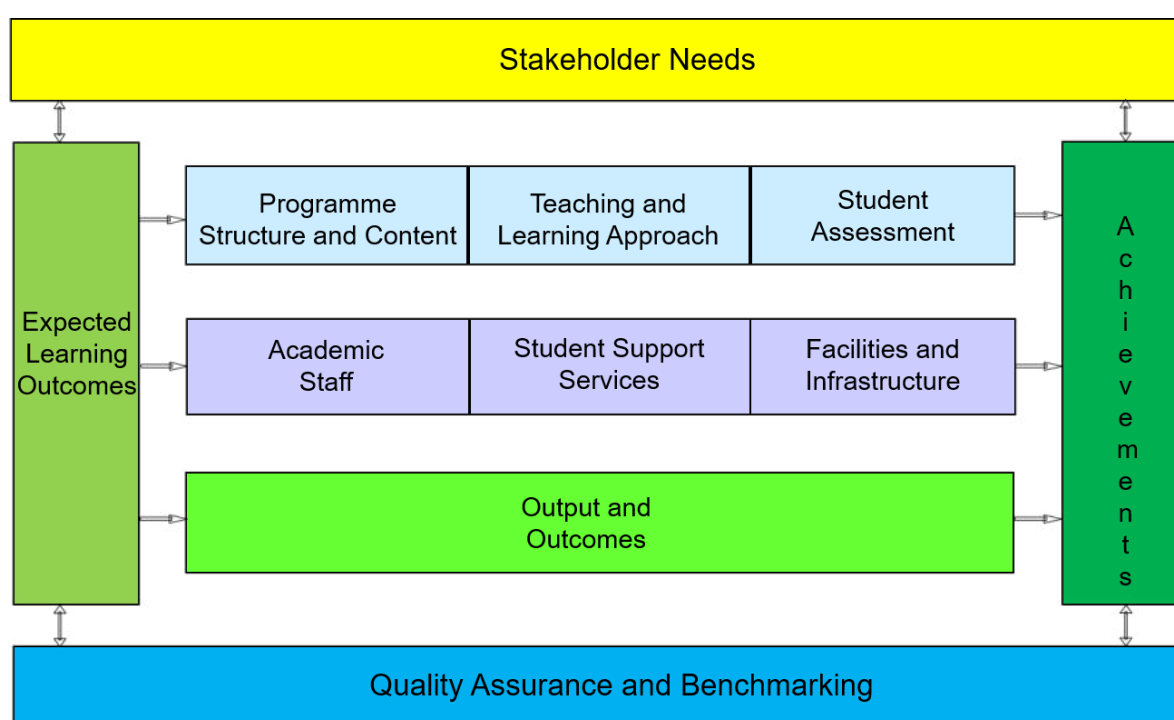 Stakeholder Needs
Expected
Learning
Outcomes
Programme
Structure and Content
Teaching and
Learning Approach
Student
Assessment
Academic
Staff
Student Support
Services
Facilities and
Infrastructure
Output and
Outcomes
Achievements
Quality Assurance and Benchmarking